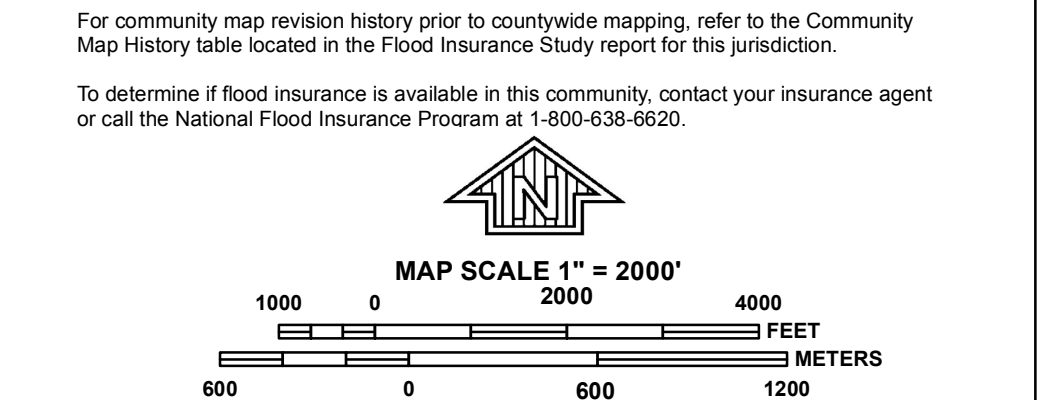 For community map revision history prior to countywide mapping, refer to the Community
Map History table located in the Flood Insurance Study report for this jurisdiction.
To determine if flood insurance is available in this community, contact your insurance agent
or call the National Flood Insurance Program at 1-800-638-6620.
N
MAP SCALE 1" = 2000'
1000 0 2000 4000
FEET
METERS
600 0 600 1200